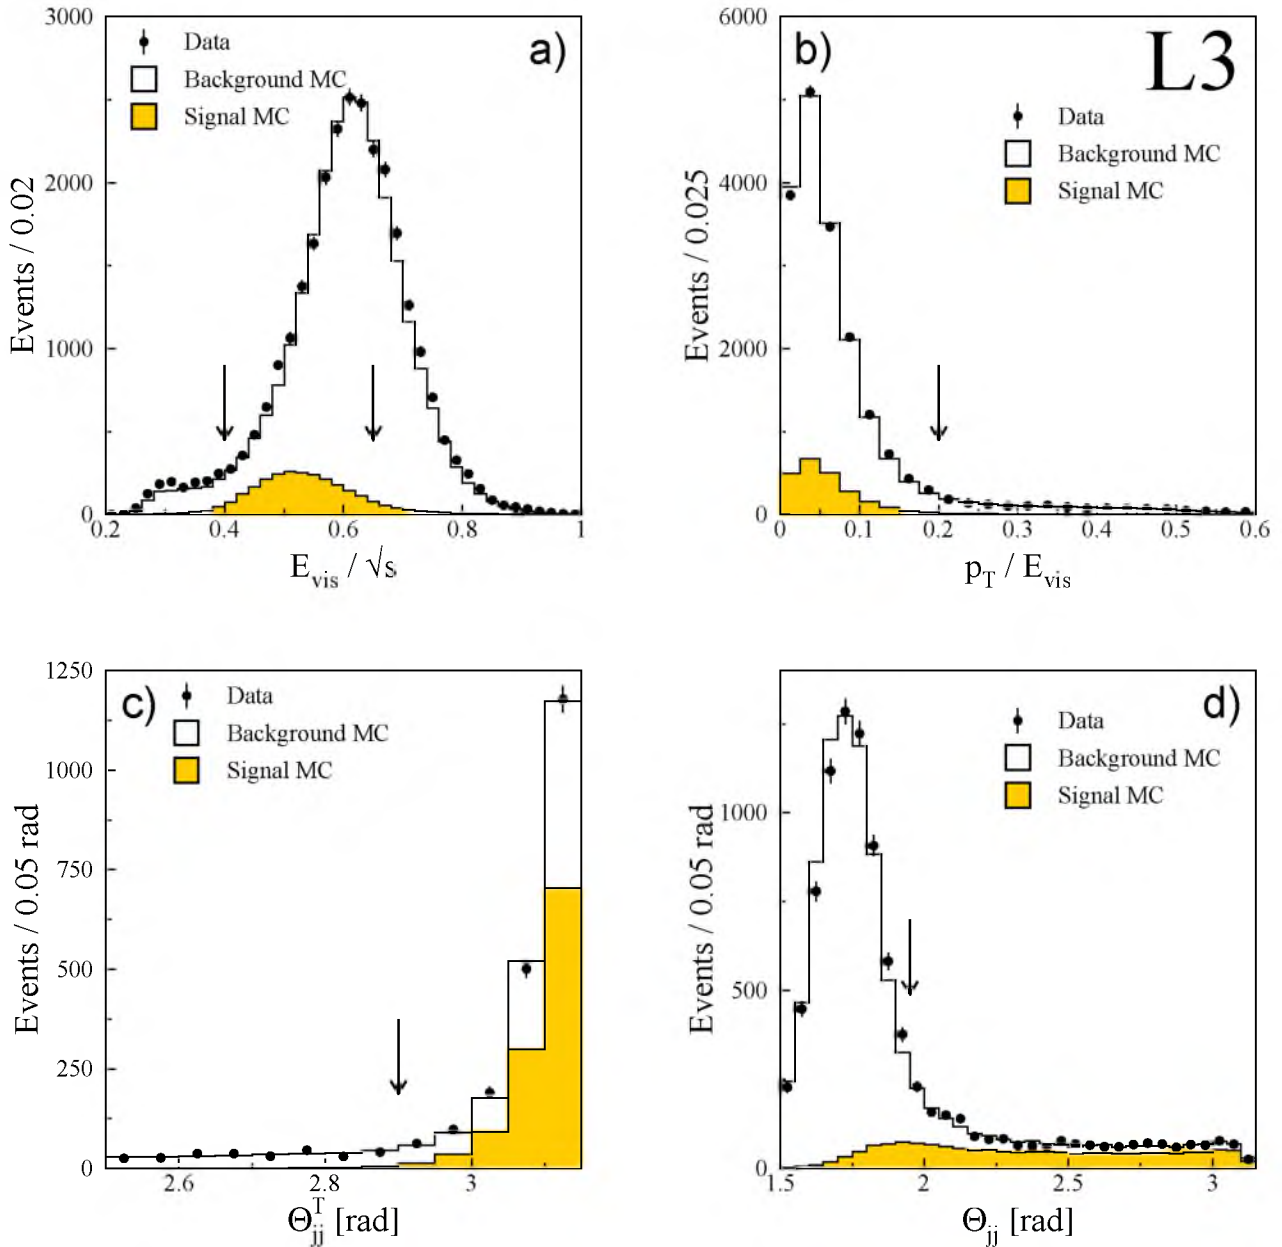 a)
3000
2000
1000
0
Data
Background MC
Signal MC
Events / 0.02
0.2 0.4 0.6 0.8 1
E_vis / √s
b)
L3
6000
4000
2000
0
Data
Background MC
Signal MC
Events / 0.025
0 0.1 0.2 0.3 0.4 0.5 0.6
p_T / E_vis
c)
1250
1000
750
500
250
0
Data
Background MC
Signal MC
Events / 0.05 rad
2.6 2.8 3
Θ_jj^T [rad]
d)
1000
500
0
Data
Background MC
Signal MC
Events / 0.05 rad
1.5 2 2.5 3
Θ_jj [rad]